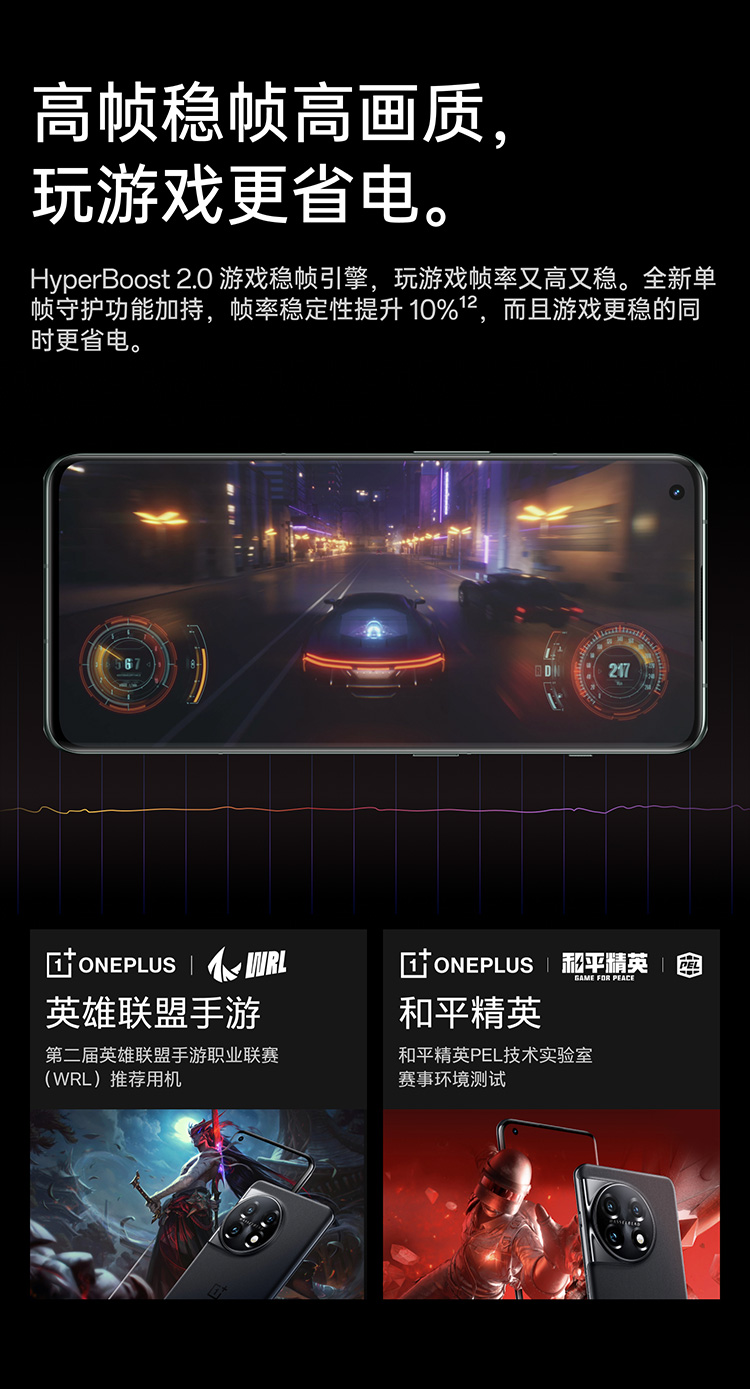 高帧稳帧高画质，
玩游戏更省电。
HyperBoost 2.0 游戏稳帧引擎，玩游戏帧率又高又稳。全新单
帧守护功能加持，帧率稳定性提升 10%¹²，而且游戏更稳的同
时更省电。
217
ONEPLUS | WRL
英雄联盟手游
第二届英雄联盟手游职业联赛
（WRL）推荐用机
ONEPLUS | 和平精英 | PEL
GAME FOR PEACE
和平精英
和平精英PEL技术实验室
赛事环境测试